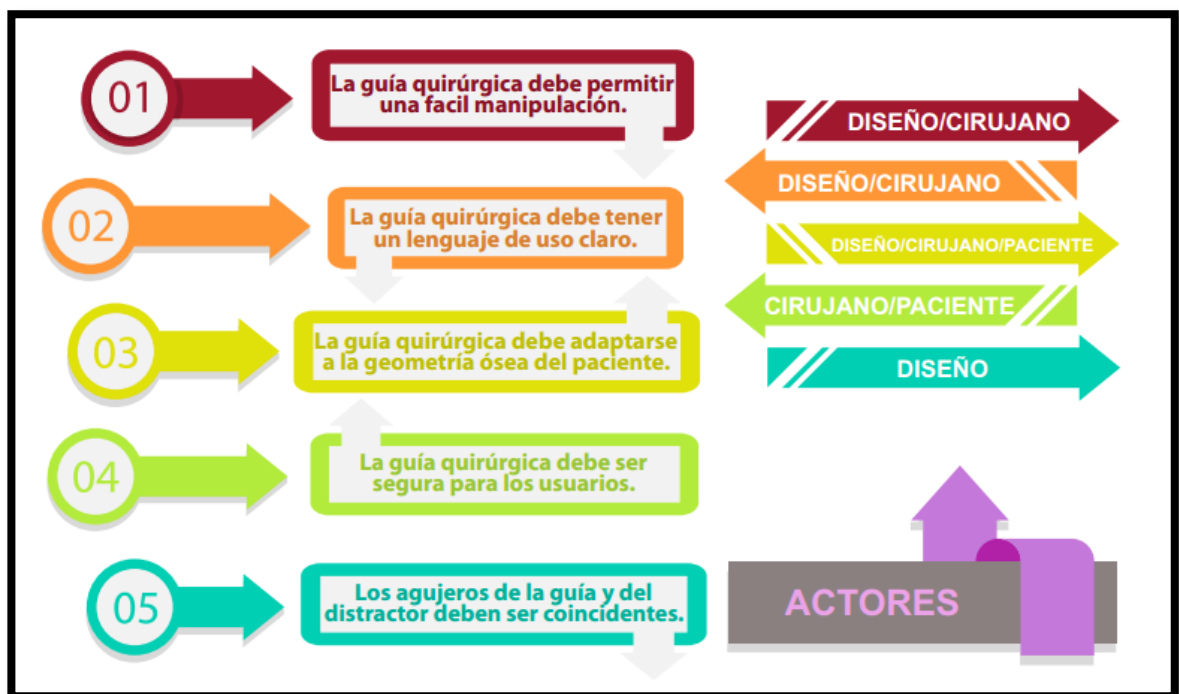 01
La guía quirúrgica debe permitir
una facil manipulación.
02
La guía quirúrgica debe tener
un lenguaje de uso claro.
03
La guía quirúrgica debe adaptarse
a la geometría ósea del paciente.
04
La guía quirúrgica debe ser
segura para los usuarios.
05
Los agujeros de la guía y del
distractor deben ser coincidentes.
DISEÑO/CIRUJANO
DISEÑO/CIRUJANO
DISEÑO/CIRUJANO/PACIENTE
CIRUJANO/PACIENTE
DISEÑO
ACTORES